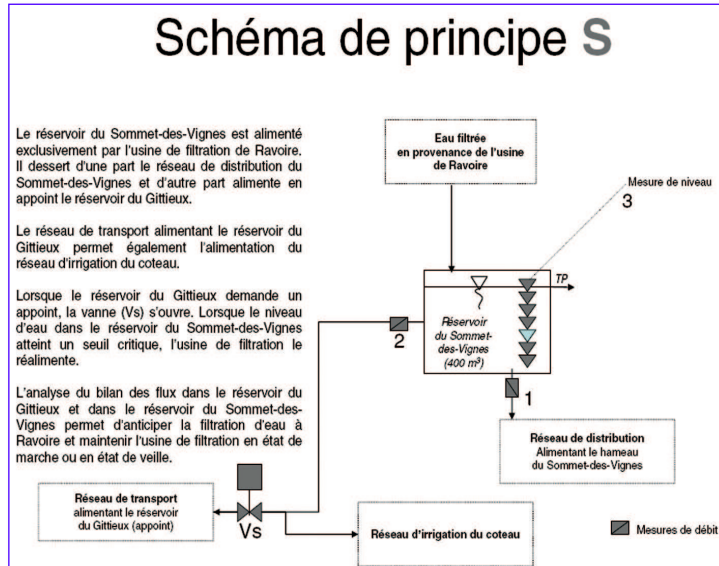 Schéma de principe S
Le réservoir du Sommet-des-Vignes est alimenté
exclusivement par l'usine de filtration de Ravoire.
Il dessert d'une part le réseau de distribution du
Sommet-des-Vignes et d'autre part alimente en
appoint le réservoir du Gittieux.
Le réseau de transport alimentant le réservoir du
Gittieux permet également l'alimentation du
réseau d'irrigation du coteau.
Lorsque le réservoir du Gittieux demande un
appoint, la vanne (Vs) s'ouvre. Lorsque le niveau
d'eau dans le réservoir du Sommet-des-Vignes
atteint un seuil critique, l'usine de filtration le
réalimente.
L'analyse du bilan des flux dans le réservoir du
Gittieux et dans le réservoir du Sommet-des-
Vignes permet d'anticiper la filtration d'eau à
Ravoire et maintenir l'usine de filtration en état de
marche ou en état de veille.
Eau filtrée
en provenance de l'usine
de Ravoire
Mesure de niveau
3
TP
Réservoir
du Sommet-
des-Vignes
(400 m³)
2
1
Réseau de distribution
Alimentant le hameau
du Sommet-des-Vignes
Réseau de transport
alimentant le réservoir
du Gittieux (appoint)
Vs
Réseau d'irrigation du coteau
Mesures de débit